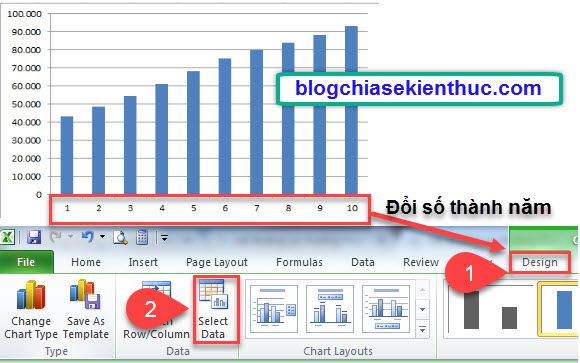 100.000
90.000
80.000
70.000
60.000
50.000
40.000
30.000
20.000
10.000
0
1 2 3 4 5 6 7 8 9 10
blogchiasekienthuc.com
Đổi số thành năm
File Home Insert Page Layout Formulas Data Review Design
1
2
Change Chart Type
Save As Template
Row/Column
Select Data
Type Data Chart Layouts